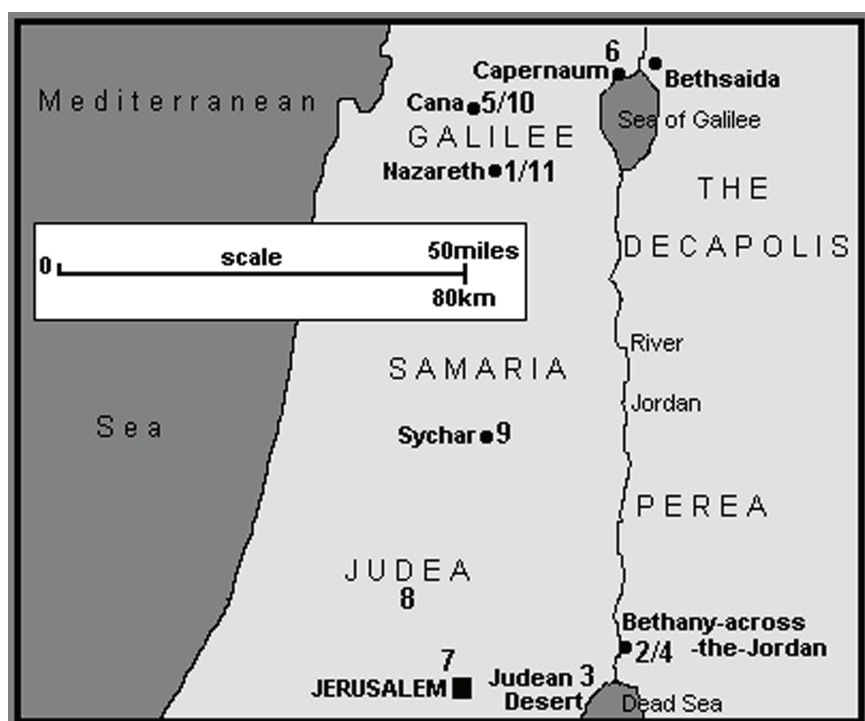 6
Capernaum
Bethsaida
Mediterranean
Cana 5/10
Sea of Galilee
GALILEE
Nazareth 1/11
THE
DECAPOLIS
scale
50miles
0
80km
River
SAMARIA
Jordan
Sea
Sychar 9
PEREA
JUDEA
8
Bethany-across
2/4 -the-Jordan
7
JERUSALEM
Judean 3
Desert
Dead Sea